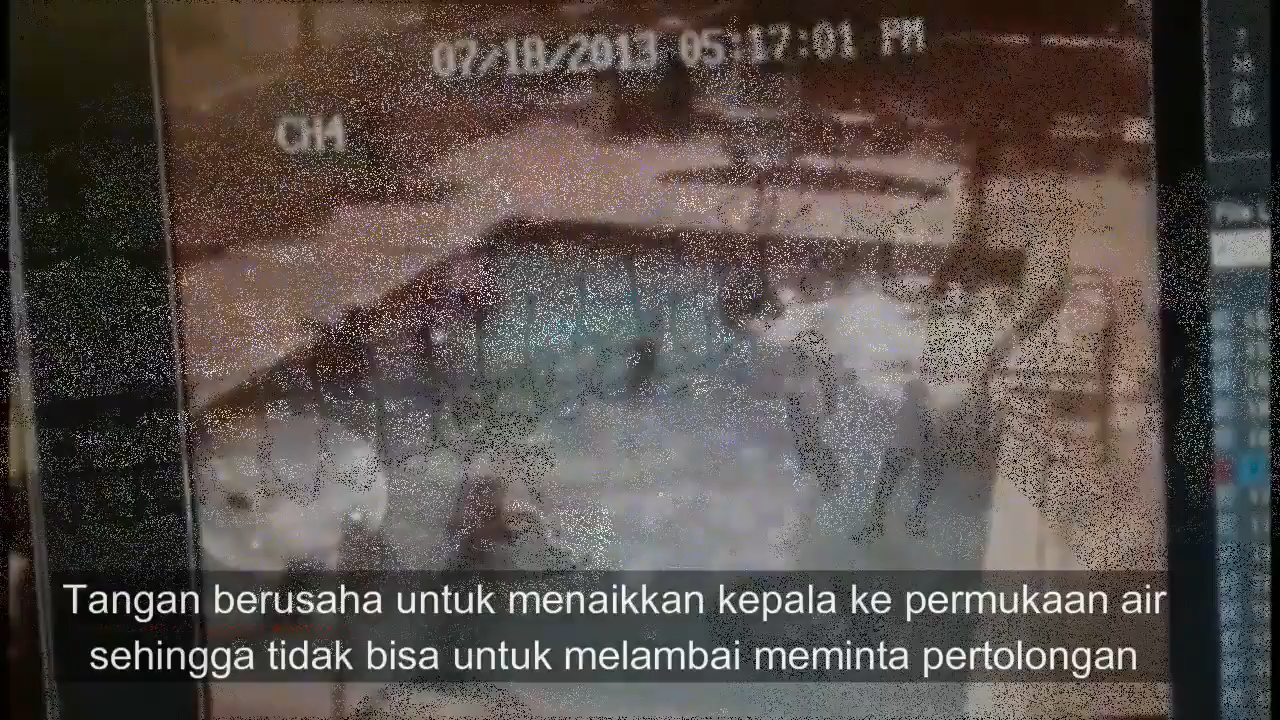 07/18/2013 05:17:01 PM
CH4
Tangan berusaha untuk menaikkan kepala ke permukaan air
sehingga tidak bisa untuk melambai meminta pertolongan